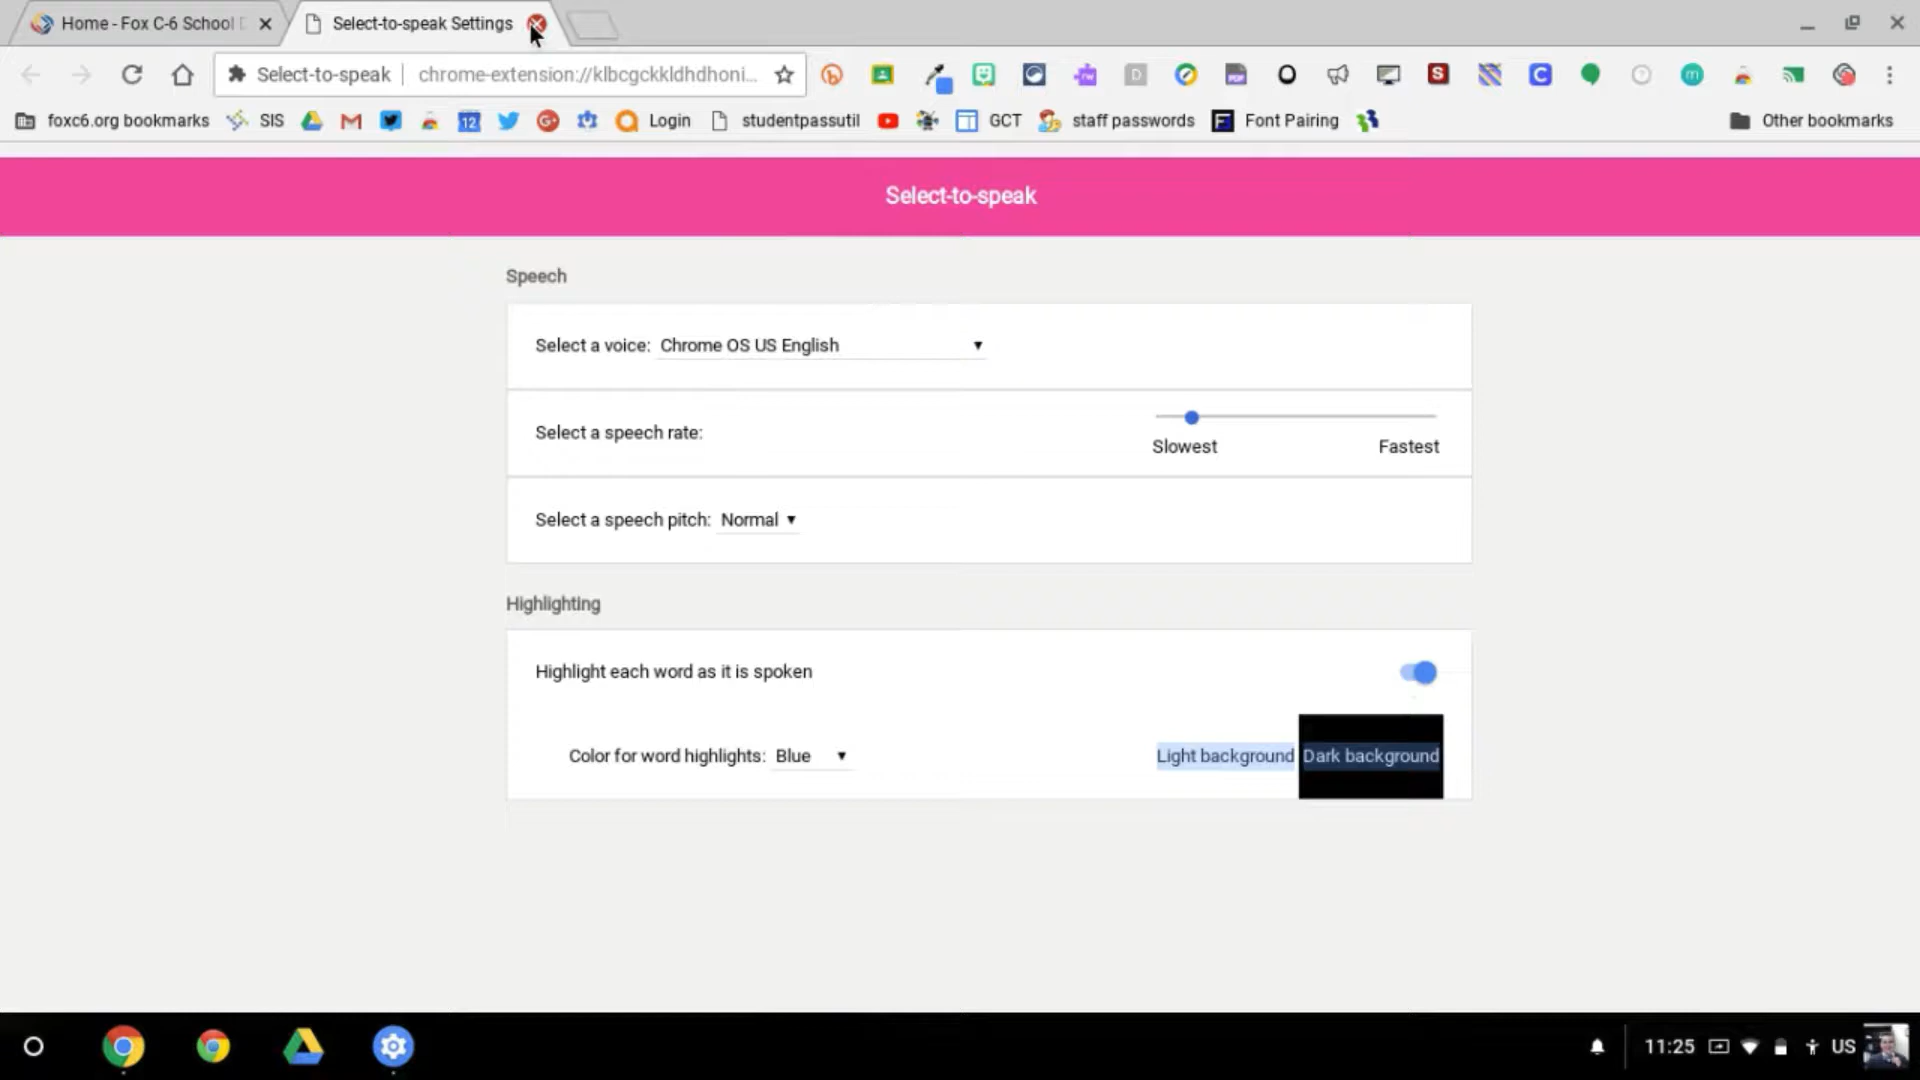 Home - Fox C-6 School D
Select-to-speak Settings
Select-to-speak
chrome-extension://klbcgckkldhdhoni...
foxc6.org bookmarks
SIS
12
Login
studentpassutil
GCT
staff passwords
Font Pairing
Other bookmarks
Select-to-speak
Speech
Select a voice: Chrome OS US English
Select a speech rate:
Slowest
Fastest
Select a speech pitch: Normal
Highlighting
Highlight each word as it is spoken
Color for word highlights: Blue
Light background
Dark background
11:25
US